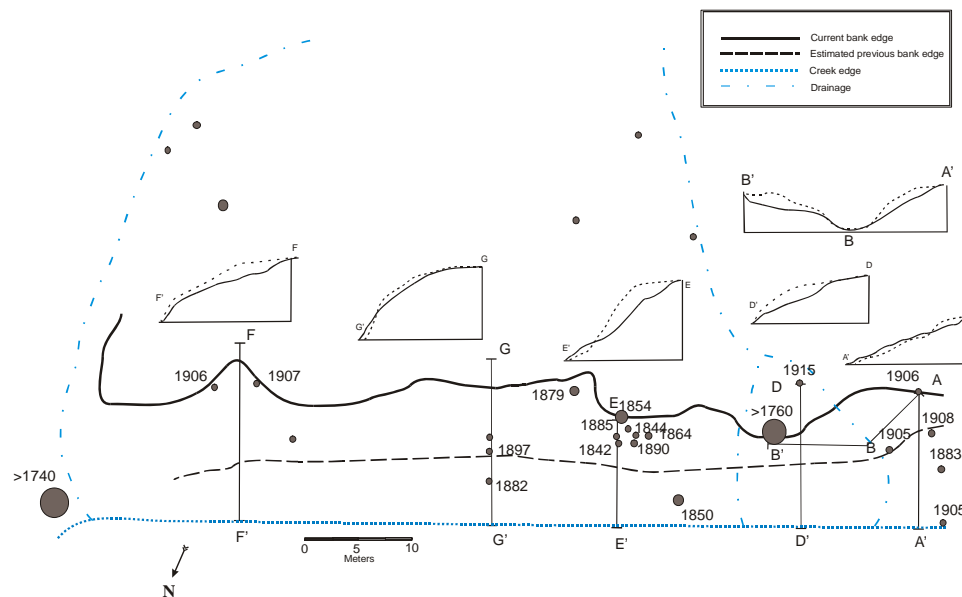 Current bank edge
Estimated previous bank edge
Creek edge
Drainage
B'
A'
B
F
F'
G
G'
E
E'
D
D'
A'
F
G
1906
1907
1879
E
1854
1885
1844
1864
1842
1890
1897
1882
1850
>1760
B'
D
1915
1906
A
1908
B
1905
1883
1905
>1740
F'
G'
E'
D'
A'
0
10
Meters
N